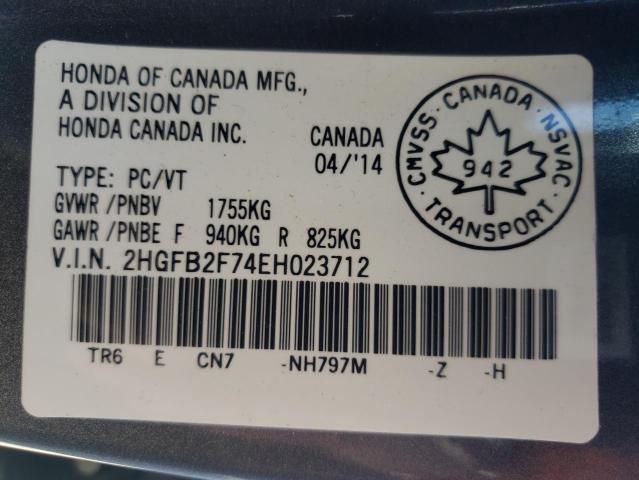 HONDA OF CANADA MFG.,
A DIVISION OF
HONDA CANADA INC. CANADA
04/'14
TYPE: PC/VT
GVWR /PNBV 1755KG
GAWR /PNBE F 940KG R 825KG
V.I.N. 2HGFB2F74EH023712
TR6 E CN7 -NH797M -Z -H
CMVSS · CANADA · NSVAC
942
· TRANSPORT ·